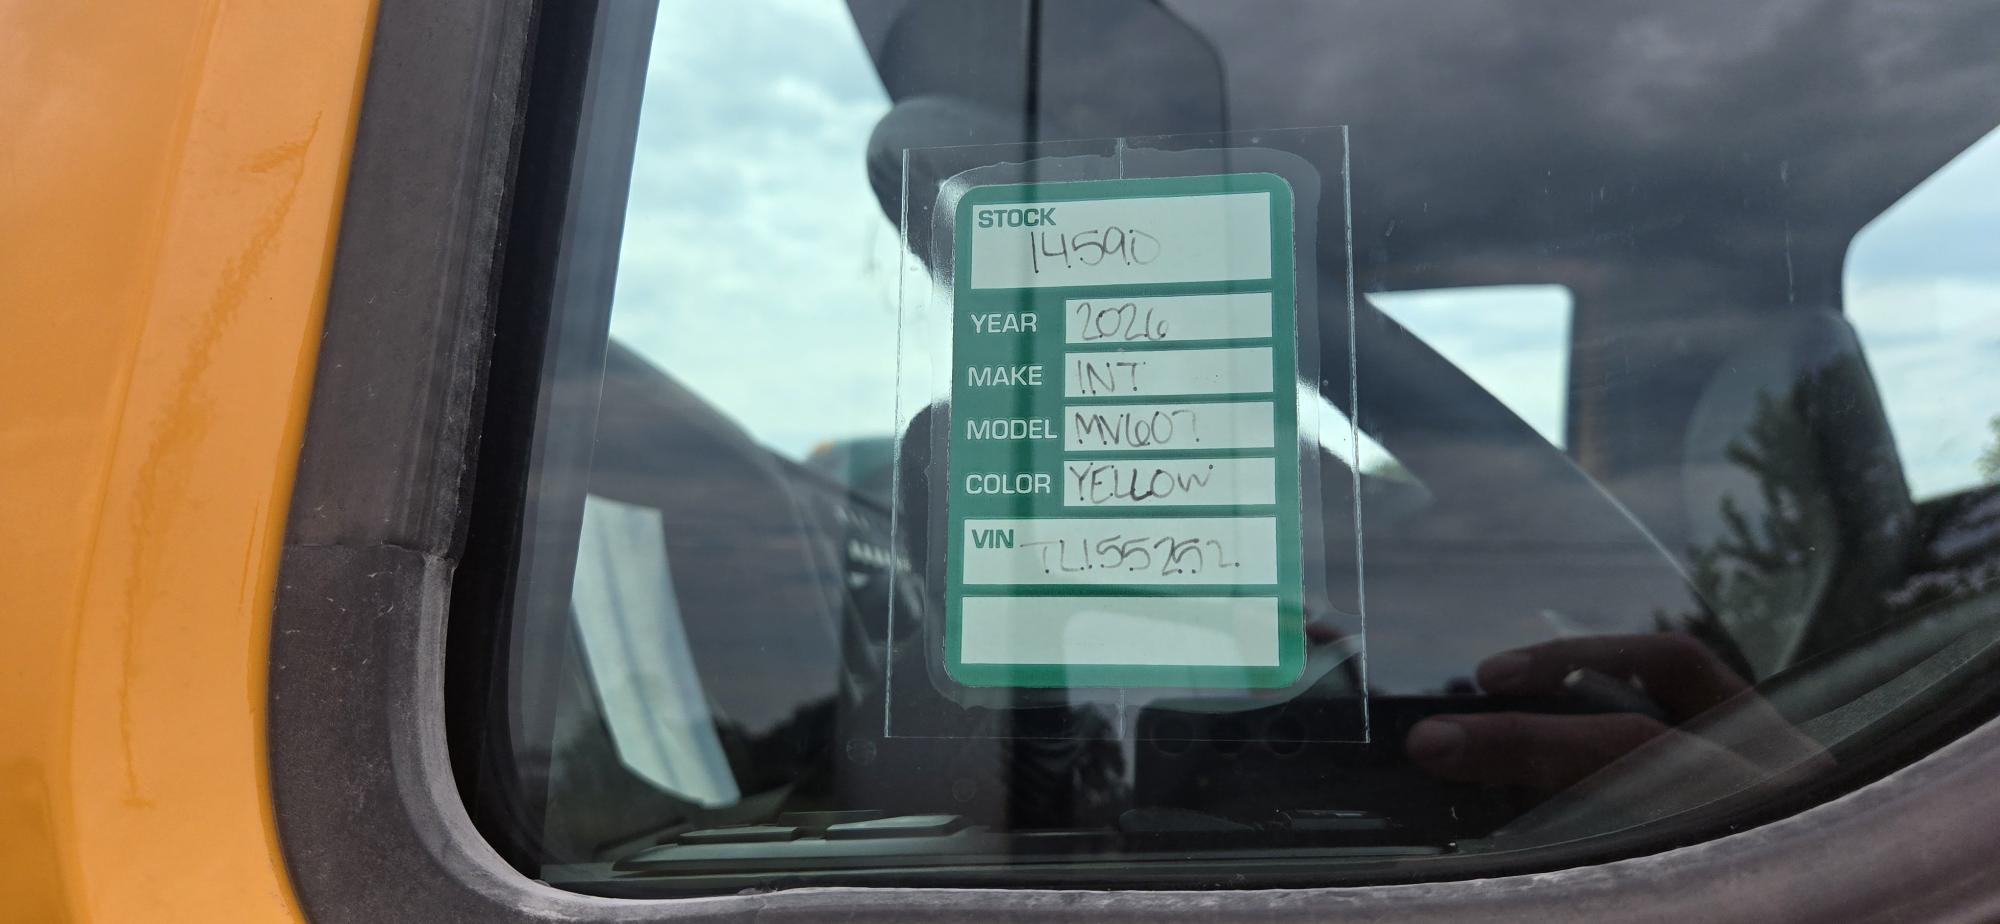 STOCK
14590
YEAR 2026
MAKE INT
MODEL MV607
COLOR YELLOW
VIN TL155252